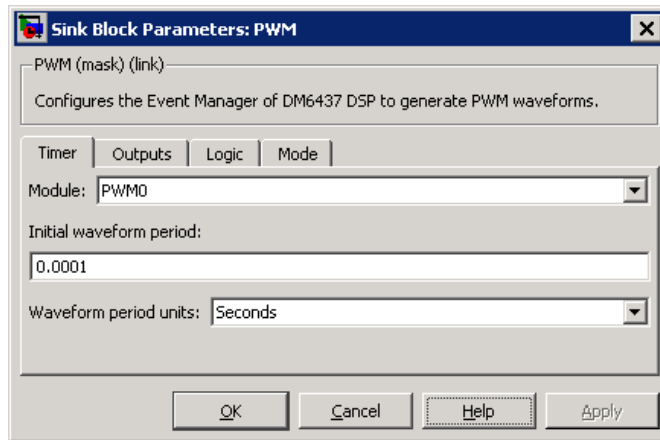 Sink Block Parameters: PWM
PWM (mask) (link)
Configures the Event Manager of DM6437 DSP to generate PWM waveforms.
Timer Outputs Logic Mode
Module: PWM0
Initial waveform period:
0.0001
Waveform period units: Seconds
OK Cancel Help Apply